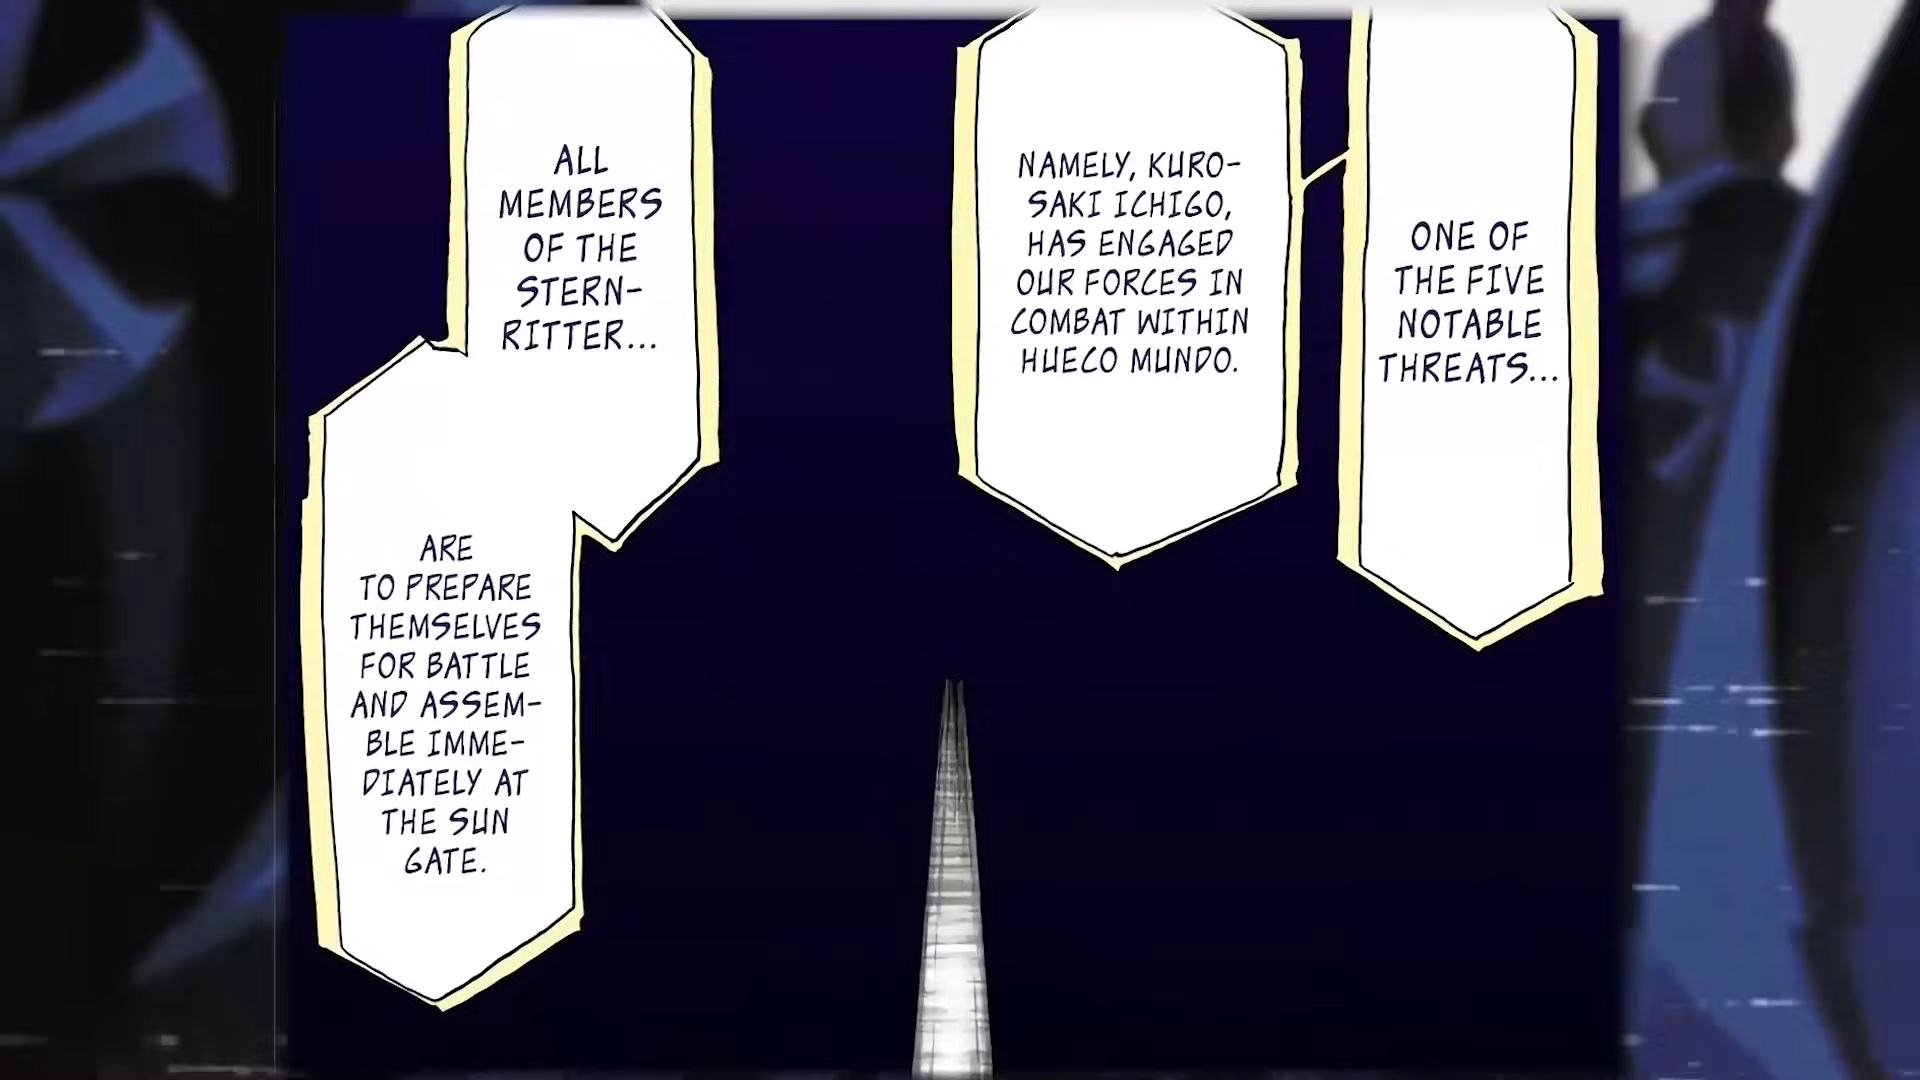 ONE OF
THE FIVE
NOTABLE
THREATS...
NAMELY, KURO-
SAKI ICHIGO,
HAS ENGAGED
OUR FORCES IN
COMBAT WITHIN
HUECO MUNDO.
ALL
MEMBERS
OF THE
STERN-
RITTER...
ARE
TO PREPARE
THEMSELVES
FOR BATTLE
AND ASSEM-
BLE IMME-
DIATELY AT
THE SUN
GATE.